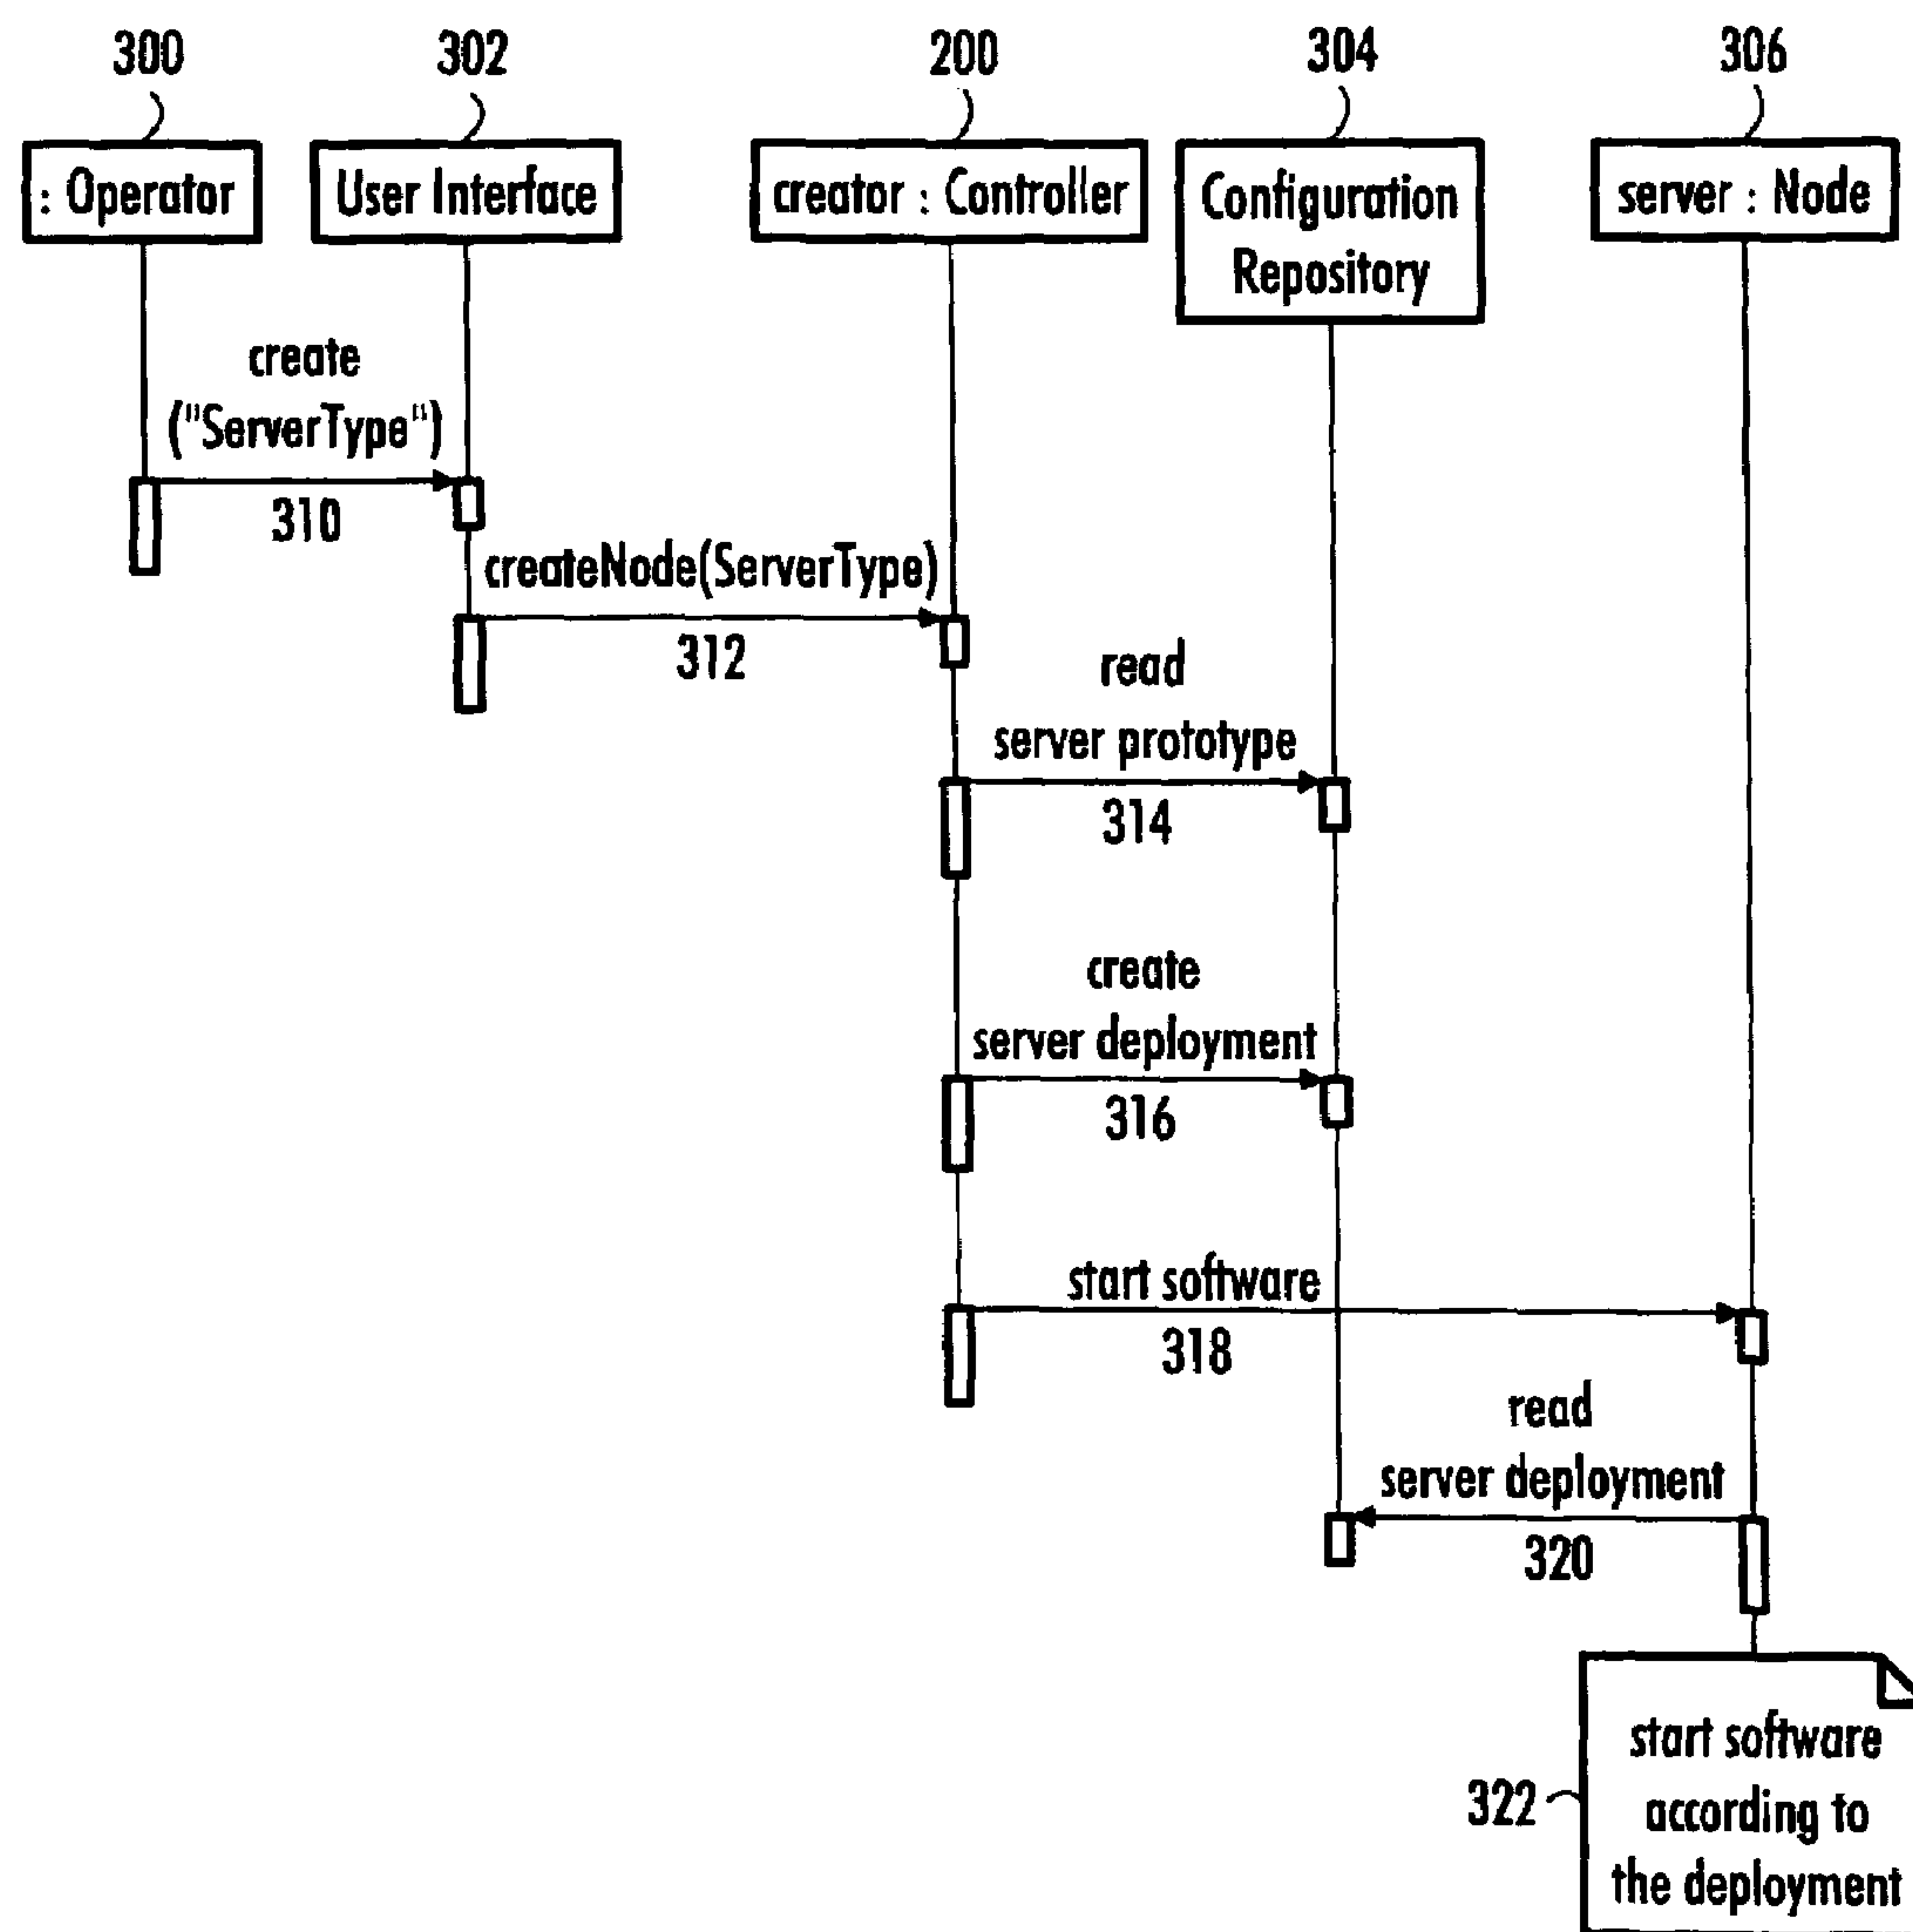 300
302
200
304
306
: Operator
User Interface
creator : Controller
Configuration
Repository
server : Node
create
("ServerType")
310
createNode(ServerType)
312
read
server prototype
314
create
server deployment
316
start software
318
read
server deployment
320
322
start software
according to
the deployment